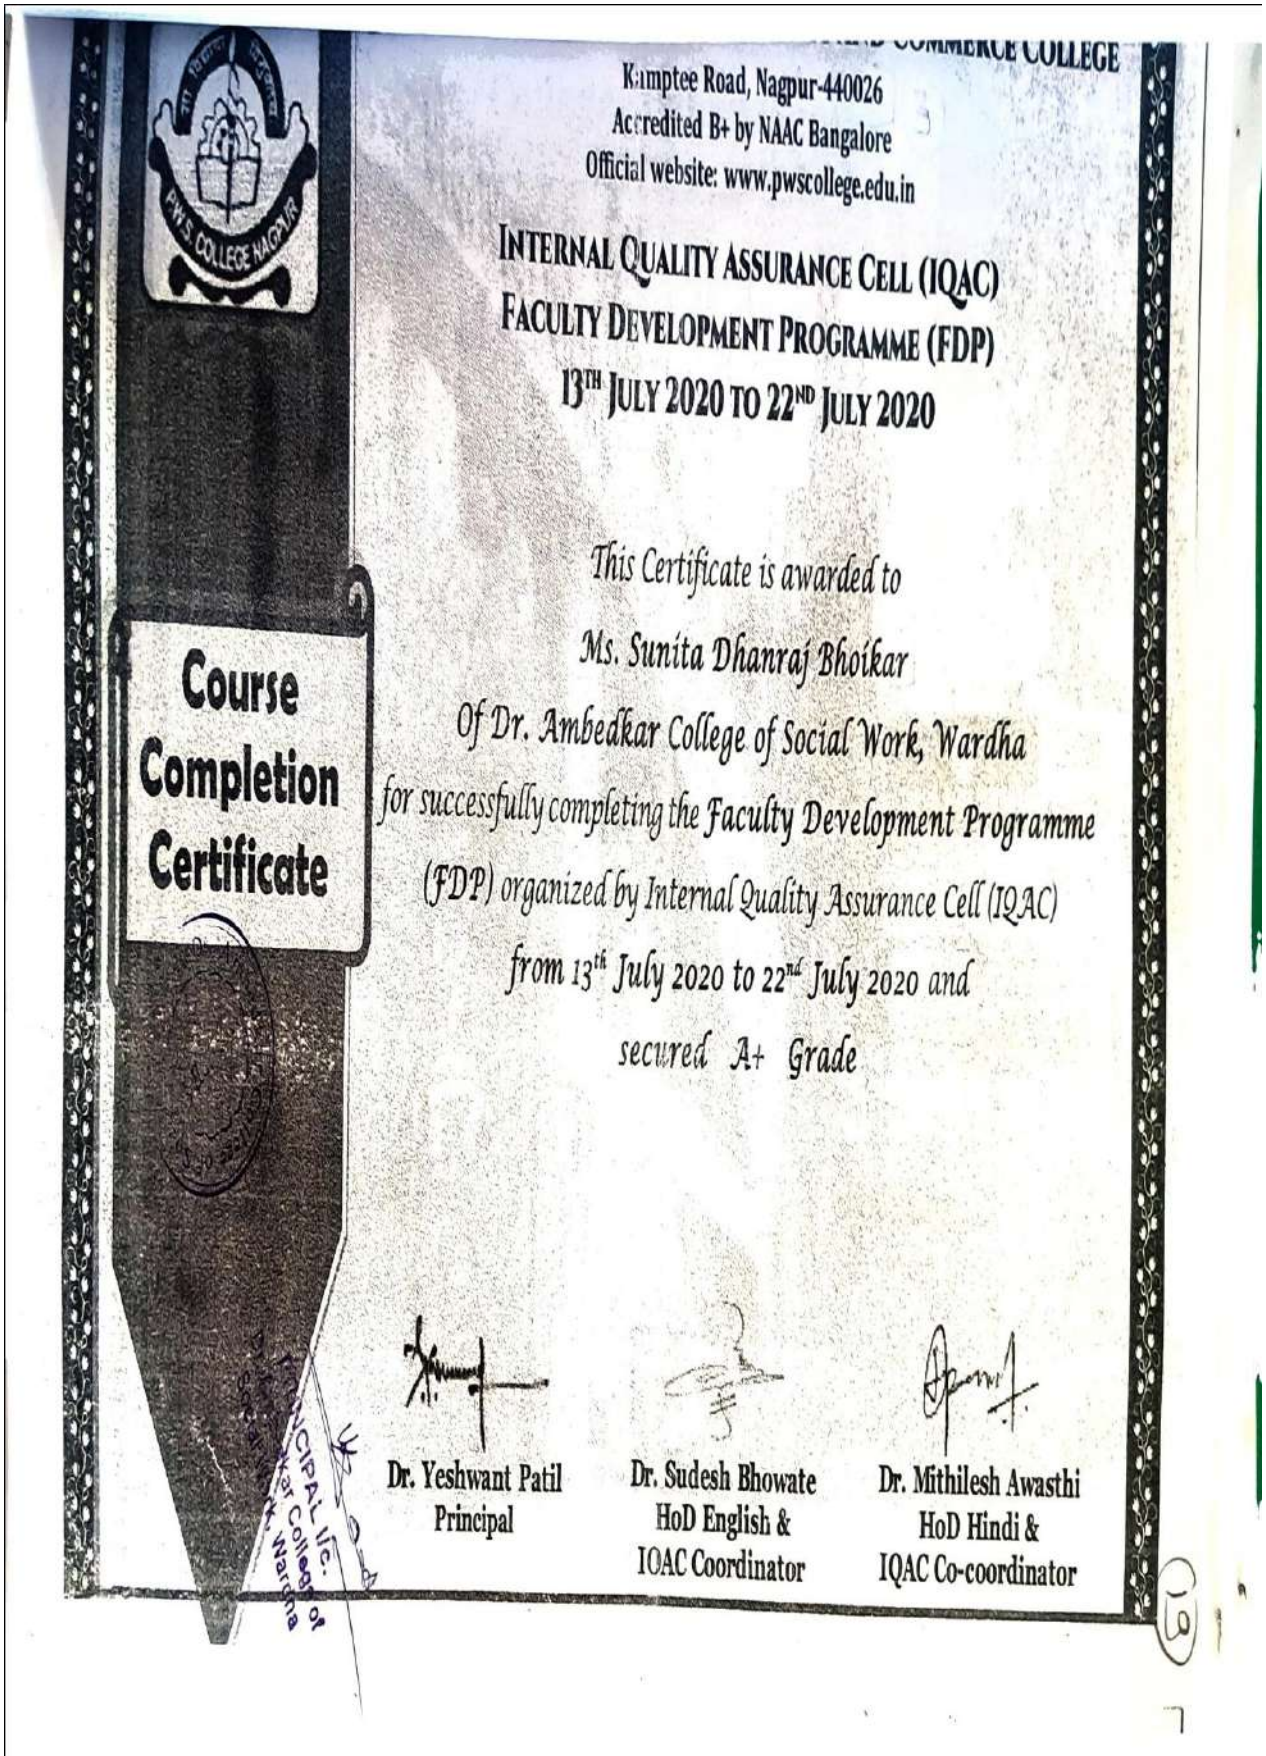 COMMERCE COLLEGE
Kamptee Road, Nagpur-440026
Accredited B+ by NAAC Bangalore
Official website: www.pwscollege.edu.in
P.W.S. COLLEGE NAGPUR
INTERNAL QUALITY ASSURANCE CELL (IQAC)
FACULTY DEVELOPMENT PROGRAMME (FDP)
13TH JULY 2020 TO 22ND JULY 2020
Course
Completion
Certificate
This Certificate is awarded to
Ms. Sunita Dhanraj Bhoikar
Of Dr. Ambedkar College of Social Work, Wardha
for successfully completing the Faculty Development Programme
(FDP) organized by Internal Quality Assurance Cell (IQAC)
from 13th July 2020 to 22nd July 2020 and
secured A+ Grade
Dr. Yeshwant Patil
Principal
Dr. Sudesh Bhowate
HoD English &
IQAC Coordinator
Dr. Mithilesh Awasthi
HoD Hindi &
IQAC Co-coordinator
PRINCIPAL I/C.
College of
Work, Wardha